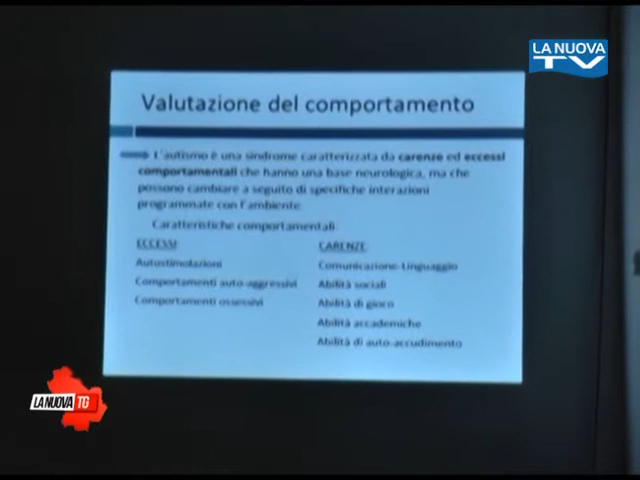 LA NUOVA
TV
Valutazione del comportamento
L'autismo è una sindrome caratterizzata da carenze ed eccessi
comportamentali che hanno una base neurologica, ma che
possono cambiare a seguito di specifiche interazioni
programmate con l'ambiente
Caratteristiche comportamentali
ECCESSI
Autostimolazioni
Comportamenti auto-aggressivi
Comportamenti ossessivi
CARENZE
Comunicazione-Linguaggio
Abilità sociali
Abilità di gioco
Abilità accademiche
Abilità di auto-accudimento
LA NUOVA TG